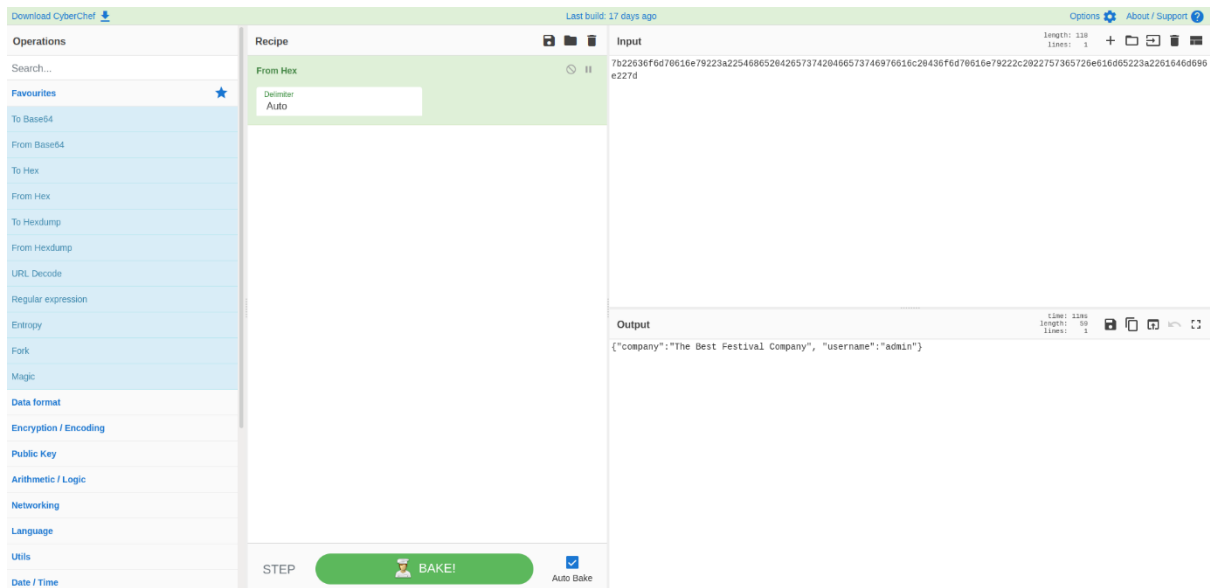 Download CyberChef
Last build: 17 days ago
Options
About / Support
Operations
Search...
Favourites
To Base64
From Base64
To Hex
From Hex
To Hexdump
From Hexdump
URL Decode
Regular expression
Entropy
Fork
Magic
Data format
Encryption / Encoding
Public Key
Arithmetic / Logic
Networking
Language
Utils
Date / Time
Recipe
From Hex
Delimiter
Auto
STEP
BAKE!
Auto Bake
Input
length: 118
lines: 1
7b22636f6d70616e79223a22546865204265737420466573746976616c20436f6d70616e79222c2022757365726e616d65223a2261646d696
e227d
Output
time: 11ms
length: 59
lines: 1
{"company":"The Best Festival Company", "username":"admin"}